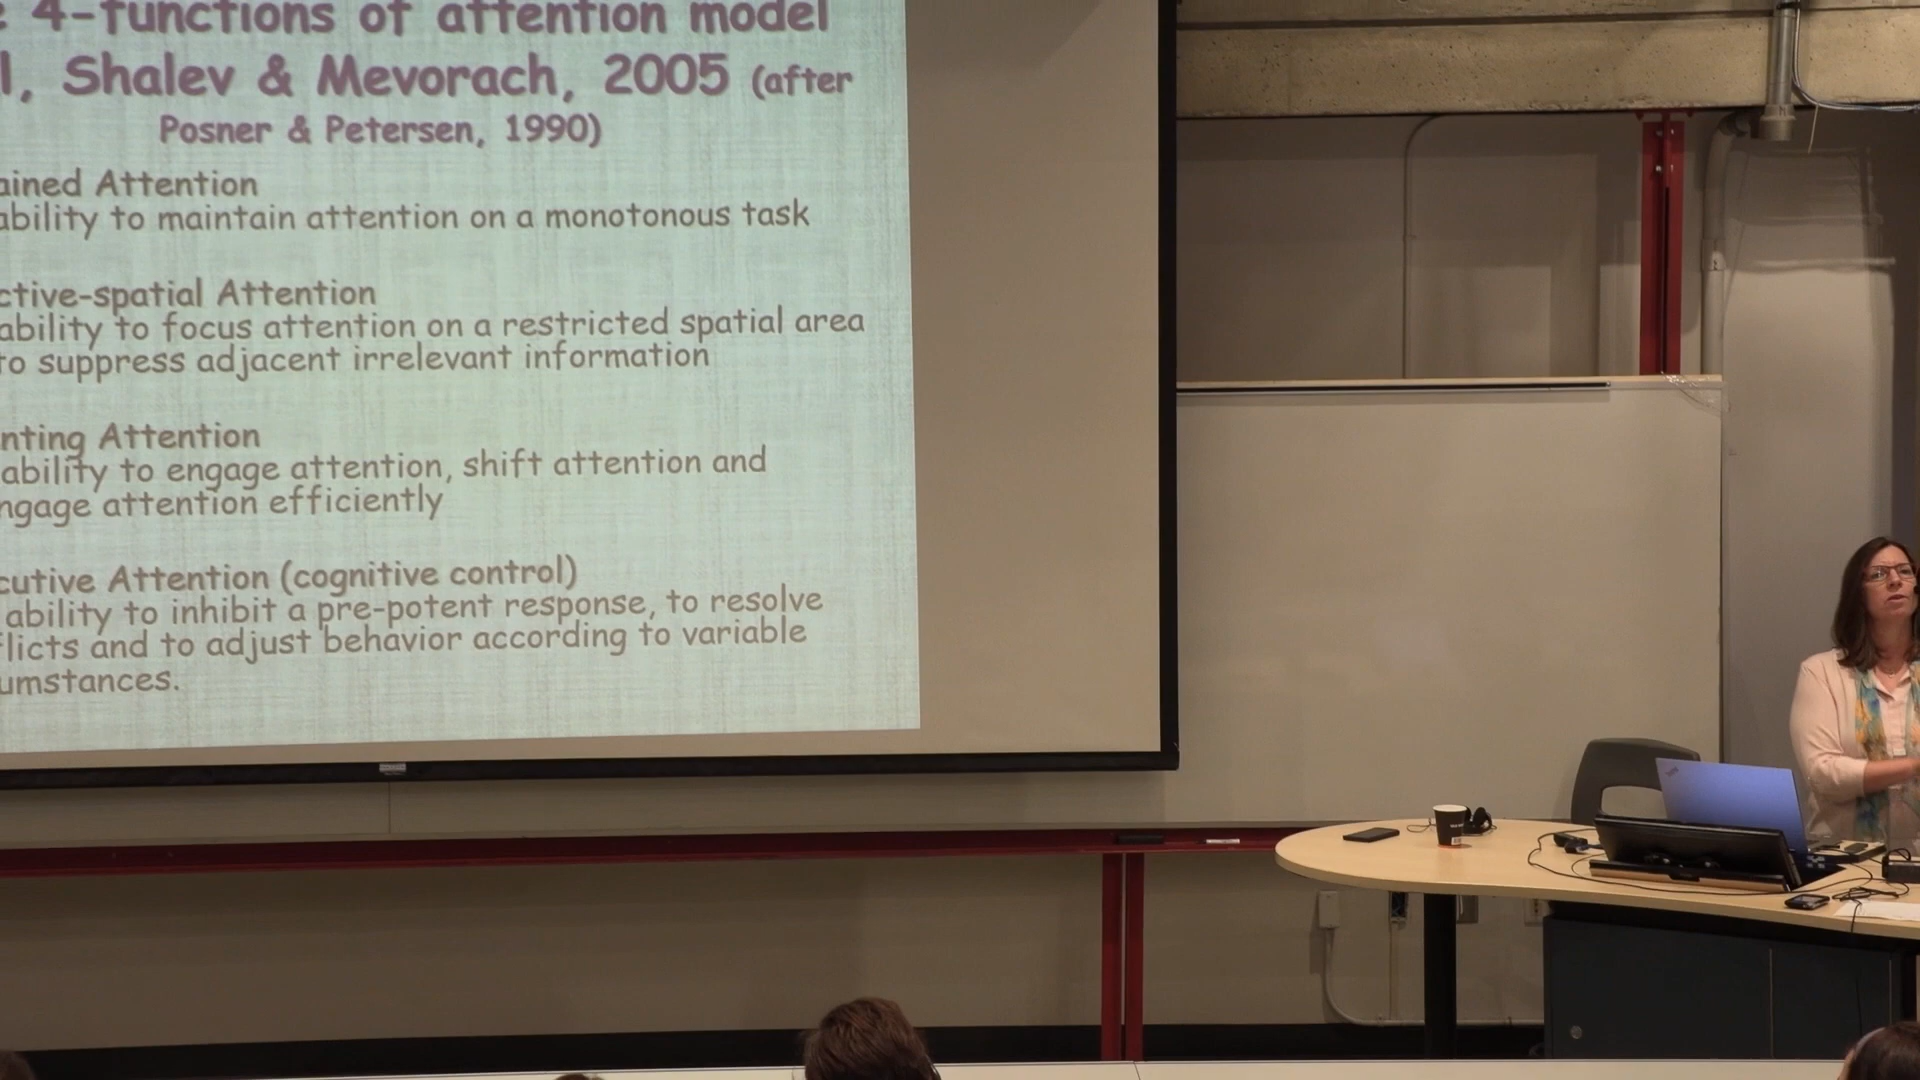 4-functions of attention model
l, Shalev & Mevorach, 2005 (after
Posner & Petersen, 1990)
ained Attention
ability to maintain attention on a monotonous task
ctive-spatial Attention
ability to focus attention on a restricted spatial area
to suppress adjacent irrelevant information
nting Attention
ability to engage attention, shift attention and
ngage attention efficiently
cutive Attention (cognitive control)
ability to inhibit a pre-potent response, to resolve
flicts and to adjust behavior according to variable
umstances.